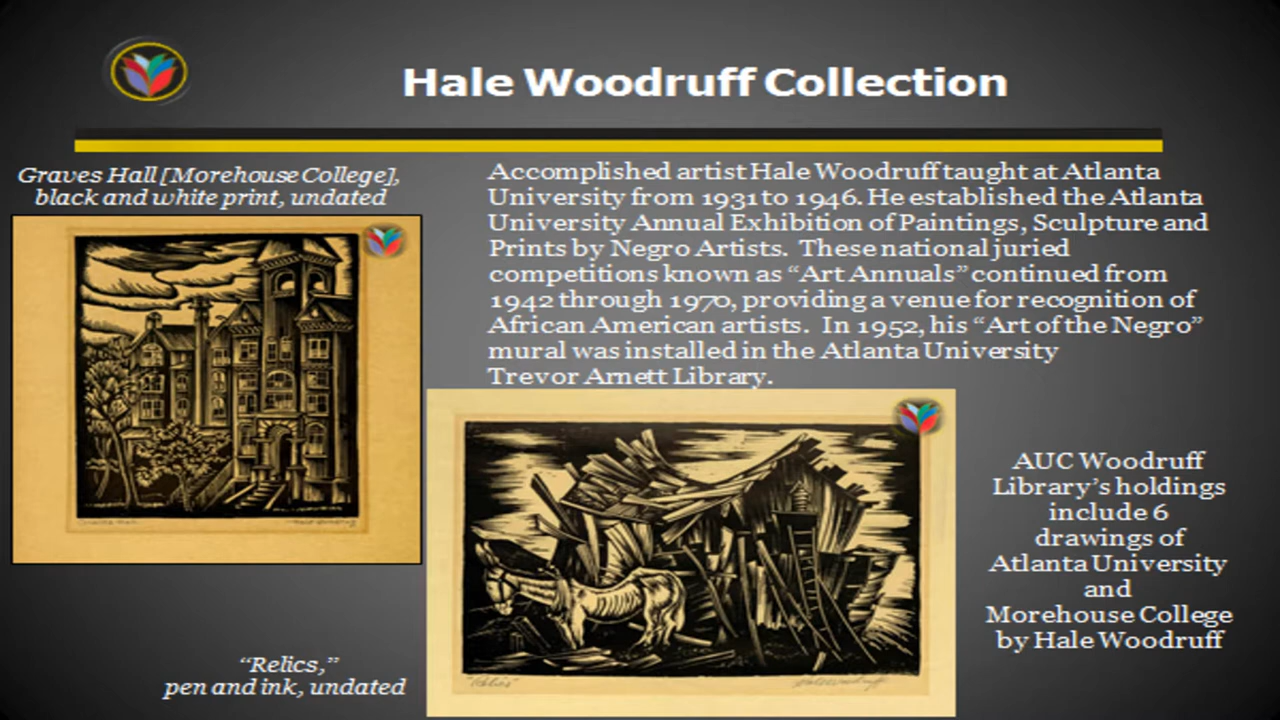 Hale Woodruff Collection
Graves Hall [Morehouse College],
black and white print, undated
Accomplished artist Hale Woodruff taught at Atlanta
University from 1931 to 1946. He established the Atlanta
University Annual Exhibition of Paintings, Sculpture and
Prints by Negro Artists. These national juried
competitions known as “Art Annuals” continued from
1942 through 1970, providing a venue for recognition of
African American artists. In 1952, his “Art of the Negro”
mural was installed in the Atlanta University
Trevor Arnett Library.
AUC Woodruff
Library’s holdings
include 6
drawings of
Atlanta University
and
Morehouse College
by Hale Woodruff
“Relics,”
pen and ink, undated
"Relics"
Hale Woodruff